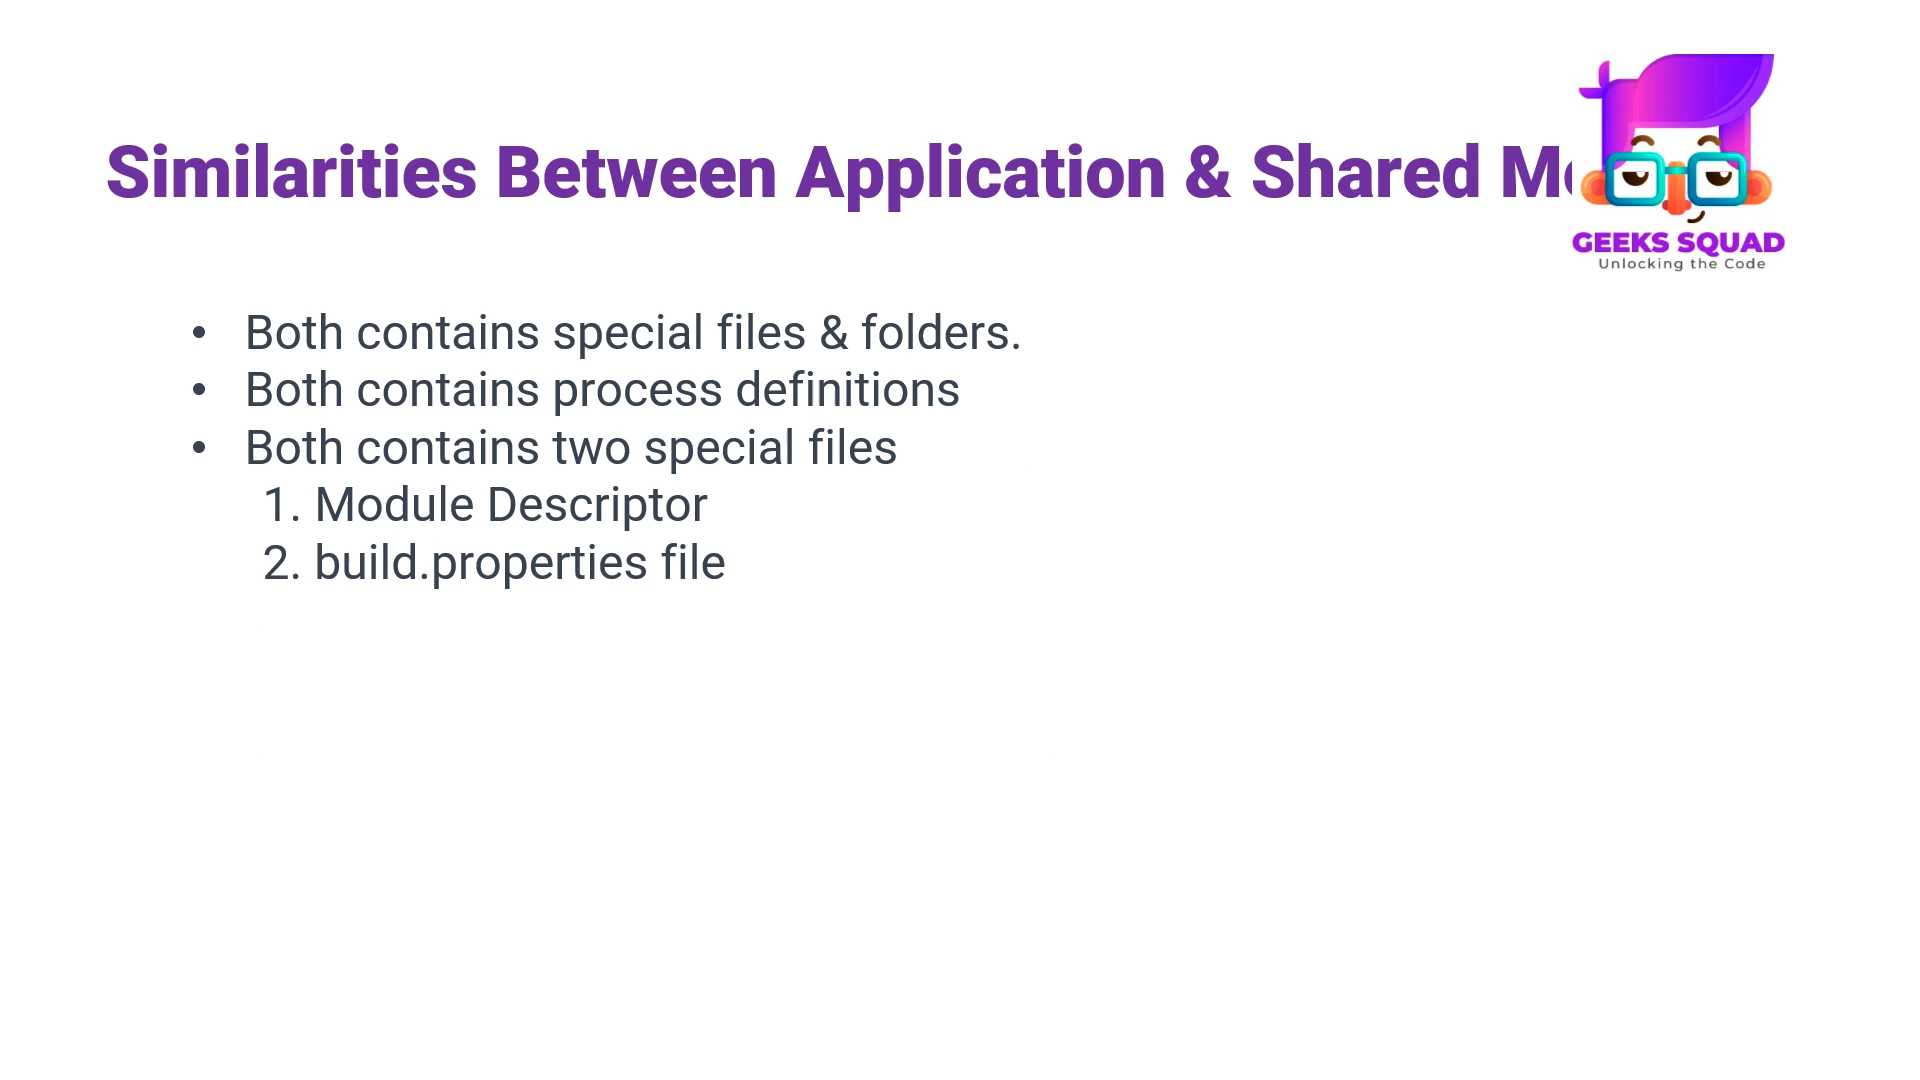 Similarities Between Application & Shared
GEEKS SQUAD
Unlocking the Code
• Both contains special files & folders.
• Both contains process definitions
• Both contains two special files
1. Module Descriptor
2. build.properties file